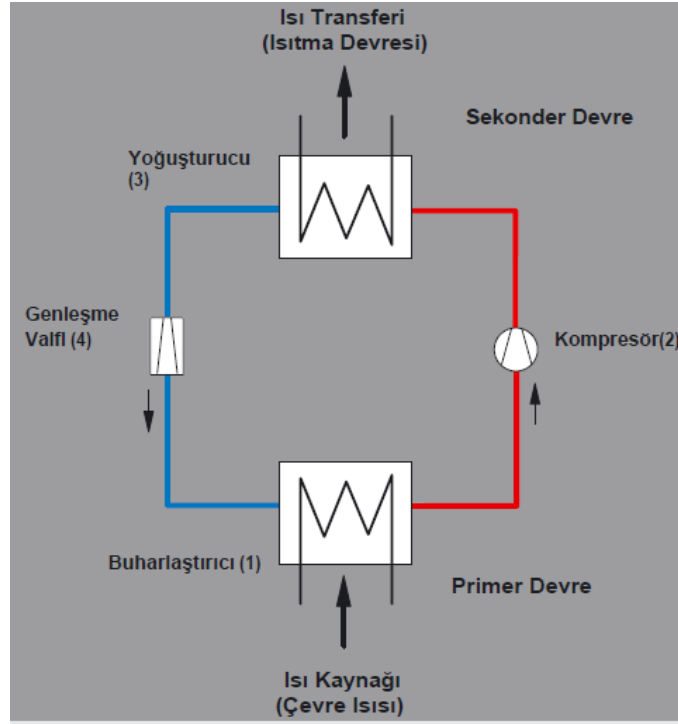 Isı Transferi
(Isıtma Devresi)
Sekonder Devre
Yoğuşturucu
(3)
Genleşme
Valfi (4)
Kompresör(2)
Buharlaştırıcı (1)
Primer Devre
Isı Kaynağı
(Çevre Isısı)